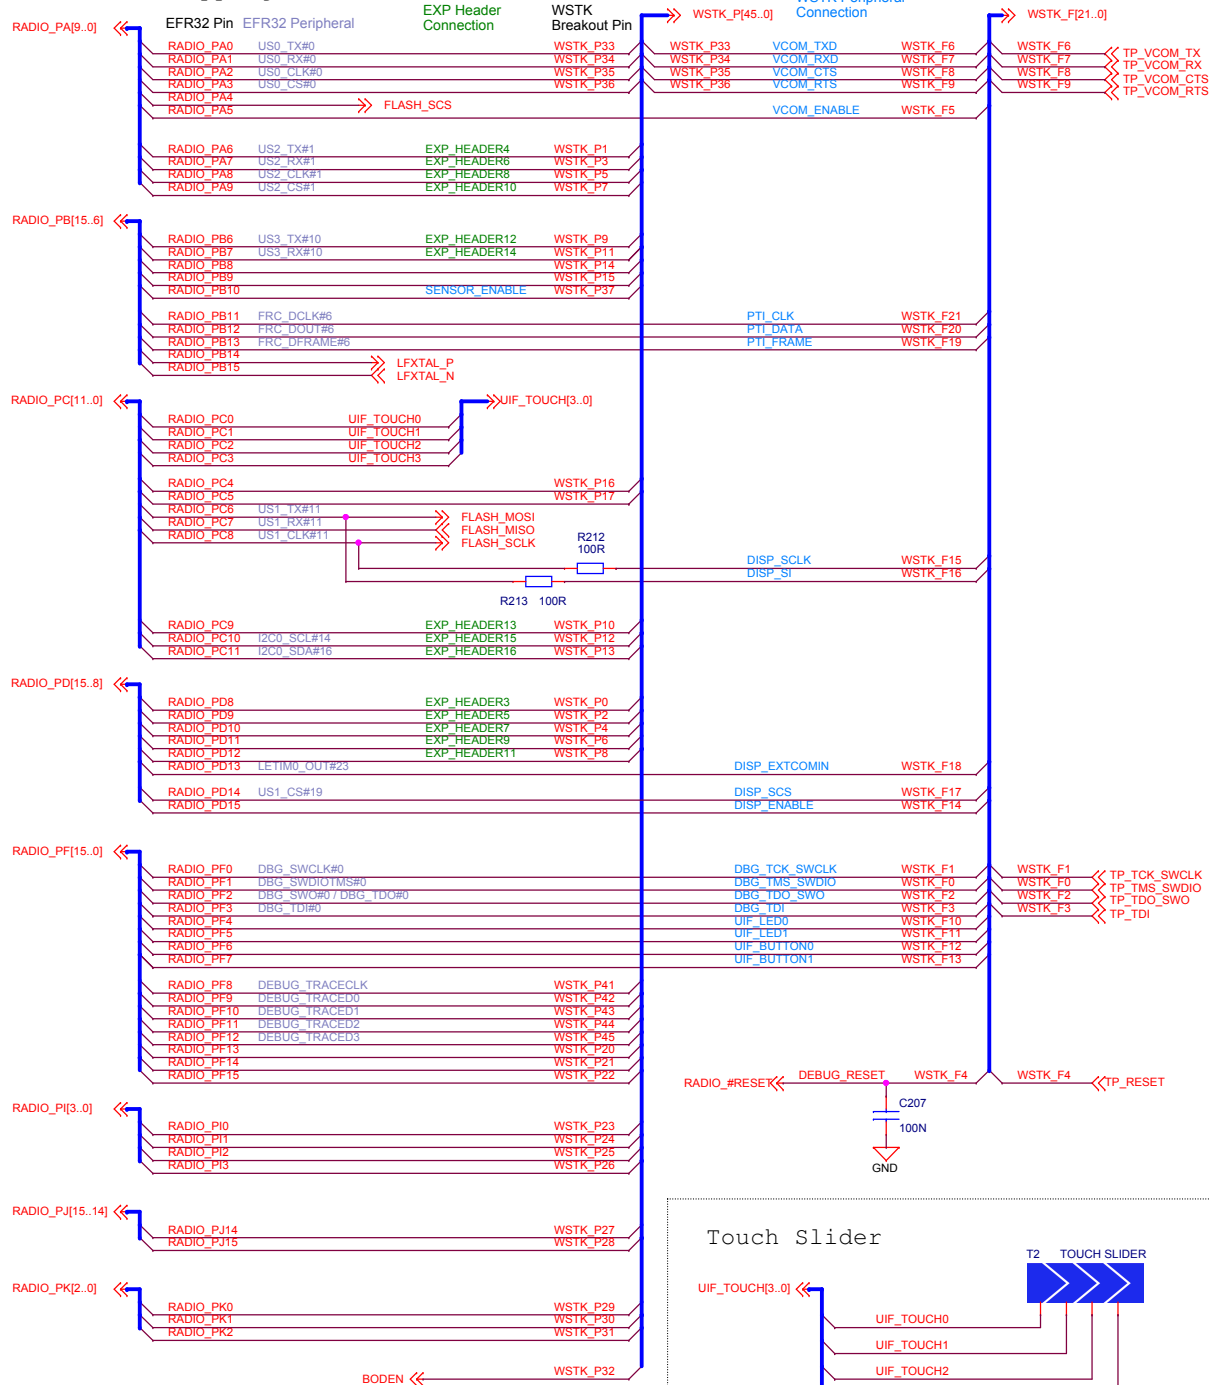 EFR32 Pin EFR32 Peripheral EXP Header Connection WSTK Breakout Pin
Connection
RADIO_PA[9..0] WSTK_P[45..0] WSTK_F[21..0]
RADIO_PA0 US0_TX#0 WSTK_P33 WSTK_P33 VCOM_TXD WSTK_F6 WSTK_F6 TP_VCOM_TX
RADIO_PA1 US0_RX#0 WSTK_P34 WSTK_P34 VCOM_RXD WSTK_F7 WSTK_F7 TP_VCOM_RX
RADIO_PA2 US0_CLK#0 WSTK_P35 WSTK_P35 VCOM_CTS WSTK_F8 WSTK_F8 TP_VCOM_CTS
RADIO_PA3 US0_CS#0 WSTK_P36 WSTK_P36 VCOM_RTS WSTK_F9 WSTK_F9 TP_VCOM_RTS
RADIO_PA4 FLASH_SCS
RADIO_PA5 VCOM_ENABLE WSTK_F5
RADIO_PA6 US2_TX#1 EXP_HEADER4 WSTK_P1
RADIO_PA7 US2_RX#1 EXP_HEADER6 WSTK_P3
RADIO_PA8 US2_CLK#1 EXP_HEADER8 WSTK_P5
RADIO_PA9 US2_CS#1 EXP_HEADER10 WSTK_P7
RADIO_PB[15..6]
RADIO_PB6 US3_TX#10 EXP_HEADER12 WSTK_P9
RADIO_PB7 US3_RX#10 EXP_HEADER14 WSTK_P11
RADIO_PB8 WSTK_P14
RADIO_PB9 WSTK_P15
RADIO_PB10 SENSOR_ENABLE WSTK_P37
RADIO_PB11 FRC_DCLK#6 PTI_CLK WSTK_F21
RADIO_PB12 FRC_DOUT#6 PTI_DATA WSTK_F20
RADIO_PB13 FRC_DFRAME#6 PTI_FRAME WSTK_F19
RADIO_PB14 LFXTAL_P
RADIO_PB15 LFXTAL_N
RADIO_PC[11..0] UIF_TOUCH[3..0]
RADIO_PC0 UIF_TOUCH0
RADIO_PC1 UIF_TOUCH1
RADIO_PC2 UIF_TOUCH2
RADIO_PC3 UIF_TOUCH3
RADIO_PC4 WSTK_P16
RADIO_PC5 WSTK_P17
RADIO_PC6 US1_TX#11 FLASH_MOSI
RADIO_PC7 US1_RX#11 FLASH_MISO
RADIO_PC8 US1_CLK#11 FLASH_SCLK
R212
100R
DISP_SCLK WSTK_F15
DISP_SI WSTK_F16
R213 100R
RADIO_PC9 EXP_HEADER13 WSTK_P10
RADIO_PC10 I2C0_SCL#14 EXP_HEADER15 WSTK_P12
RADIO_PC11 I2C0_SDA#16 EXP_HEADER16 WSTK_P13
RADIO_PD[15..8]
RADIO_PD8 EXP_HEADER3 WSTK_P0
RADIO_PD9 EXP_HEADER5 WSTK_P2
RADIO_PD10 EXP_HEADER7 WSTK_P4
RADIO_PD11 EXP_HEADER9 WSTK_P6
RADIO_PD12 EXP_HEADER11 WSTK_P8
RADIO_PD13 LETIM0_OUT#23 DISP_EXTCOMIN WSTK_F18
RADIO_PD14 US1_CS#19 DISP_SCS WSTK_F17
RADIO_PD15 DISP_ENABLE WSTK_F14
RADIO_PF[15..0]
RADIO_PF0 DBG_SWCLK#0 DBG_TCK_SWCLK WSTK_F1 WSTK_F1 TP_TCK_SWCLK
RADIO_PF1 DBG_SWDIOTMS#0 DBG_TMS_SWDIO WSTK_F0 WSTK_F0 TP_TMS_SWDIO
RADIO_PF2 DBG_SWO#0 / DBG_TDO#0 DBG_TDO_SWO WSTK_F2 WSTK_F2 TP_TDO_SWO
RADIO_PF3 DBG_TDI#0 DBG_TDI WSTK_F3 WSTK_F3 TP_TDI
RADIO_PF4 UIF_LED0 WSTK_F10
RADIO_PF5 UIF_LED1 WSTK_F11
RADIO_PF6 UIF_BUTTON0 WSTK_F12
RADIO_PF7 UIF_BUTTON1 WSTK_F13
RADIO_PF8 DEBUG_TRACECLK WSTK_P41
RADIO_PF9 DEBUG_TRACED0 WSTK_P42
RADIO_PF10 DEBUG_TRACED1 WSTK_P43
RADIO_PF11 DEBUG_TRACED2 WSTK_P44
RADIO_PF12 DEBUG_TRACED3 WSTK_P45
RADIO_PF13 WSTK_P20
RADIO_PF14 WSTK_P21
RADIO_PF15 WSTK_P22
RADIO_#RESET DEBUG_RESET WSTK_F4 WSTK_F4 TP_RESET
C207
100N
GND
RADIO_PI[3..0]
RADIO_PI0 WSTK_P23
RADIO_PI1 WSTK_P24
RADIO_PI2 WSTK_P25
RADIO_PI3 WSTK_P26
RADIO_PJ[15..14]
RADIO_PJ14 WSTK_P27
RADIO_PJ15 WSTK_P28
RADIO_PK[2..0]
RADIO_PK0 WSTK_P29
RADIO_PK1 WSTK_P30
RADIO_PK2 WSTK_P31
BODEN WSTK_P32
Touch Slider
T2 TOUCH SLIDER
UIF_TOUCH[3..0]
UIF_TOUCH0
UIF_TOUCH1
UIF_TOUCH2